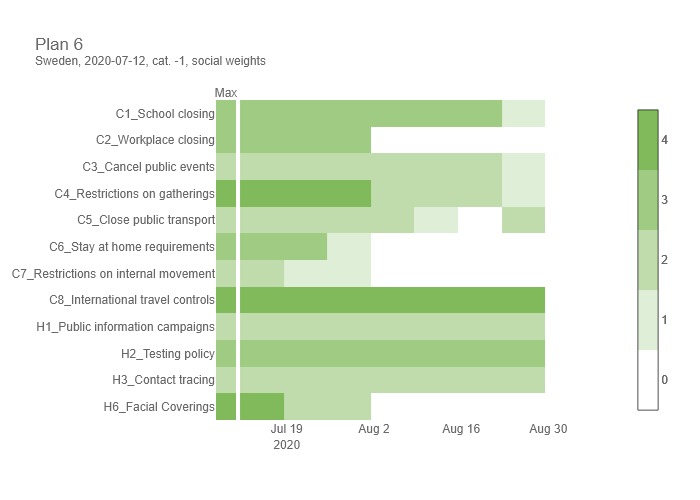 Plan 6
Sweden, 2020-07-12, cat. -1, social weights
Max
C1_School closing
C2_Workplace closing
C3_Cancel public events
C4_Restrictions on gatherings
C5_Close public transport
C6_Stay at home requirements
C7_Restrictions on internal movement
C8_International travel controls
H1_Public information campaigns
H2_Testing policy
H3_Contact tracing
H6_Facial Coverings
Jul 19 Aug 2 Aug 16 Aug 30
2020
4
3
2
1
0